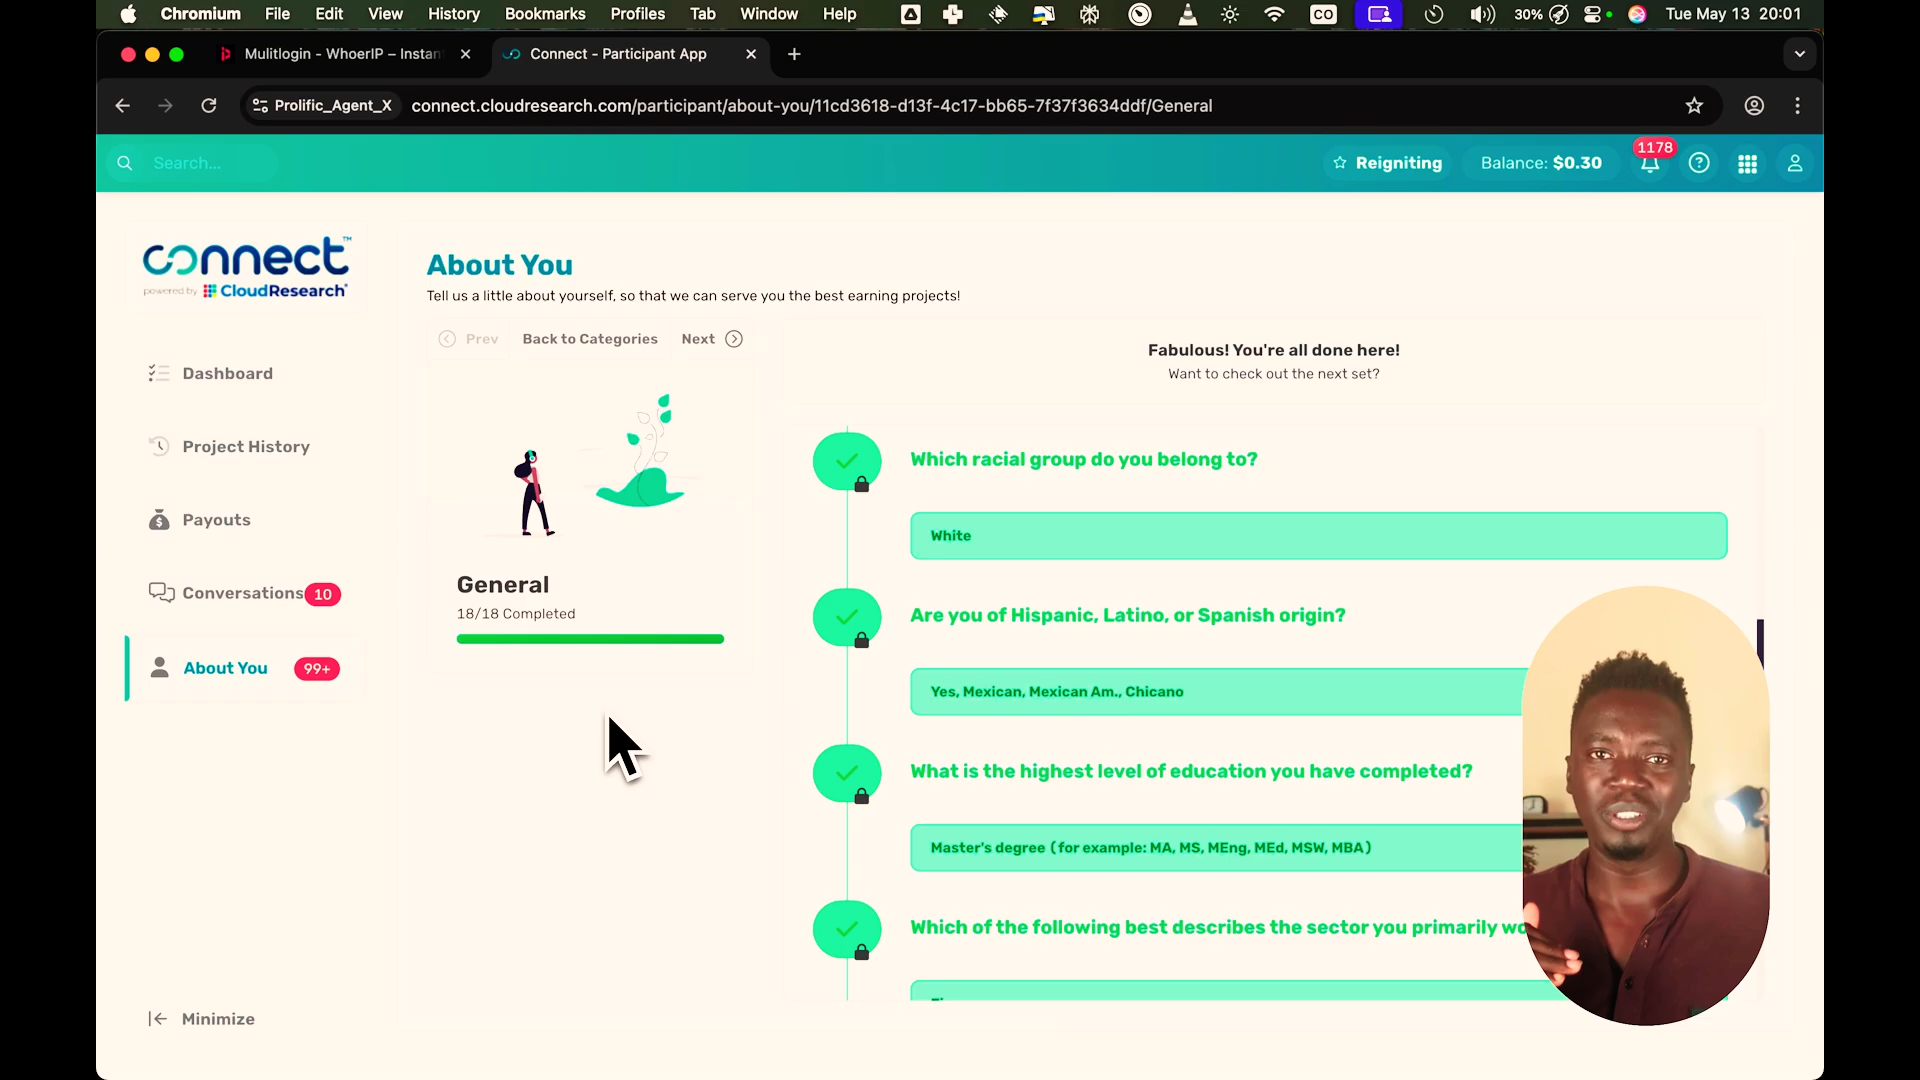 Chromium File Edit View History Bookmarks Profiles Tab Window Help CO 30% Tue May 13 20:01
Mulitlogin - WhoerIP – Instan
Connect - Participant App
Prolific_Agent_X
connect.cloudresearch.com/participant/about-you/11cd3618-d13f-4c17-bb65-7f37f3634ddf/General
Search...
Reigniting
Balance: $0.30
1178
connect™
powered by CloudResearch®
Dashboard
Project History
Payouts
Conversations 10
About You 99+
Minimize
About You
Tell us a little about yourself, so that we can serve you the best earning projects!
Prev
Back to Categories
Next
General
18/18 Completed
Fabulous! You're all done here!
Want to check out the next set?
Which racial group do you belong to?
White
Are you of Hispanic, Latino, or Spanish origin?
Yes, Mexican, Mexican Am., Chicano
What is the highest level of education you have completed?
Master's degree (for example: MA, MS, MEng, MEd, MSW, MBA)
Which of the following best describes the sector you primarily wo